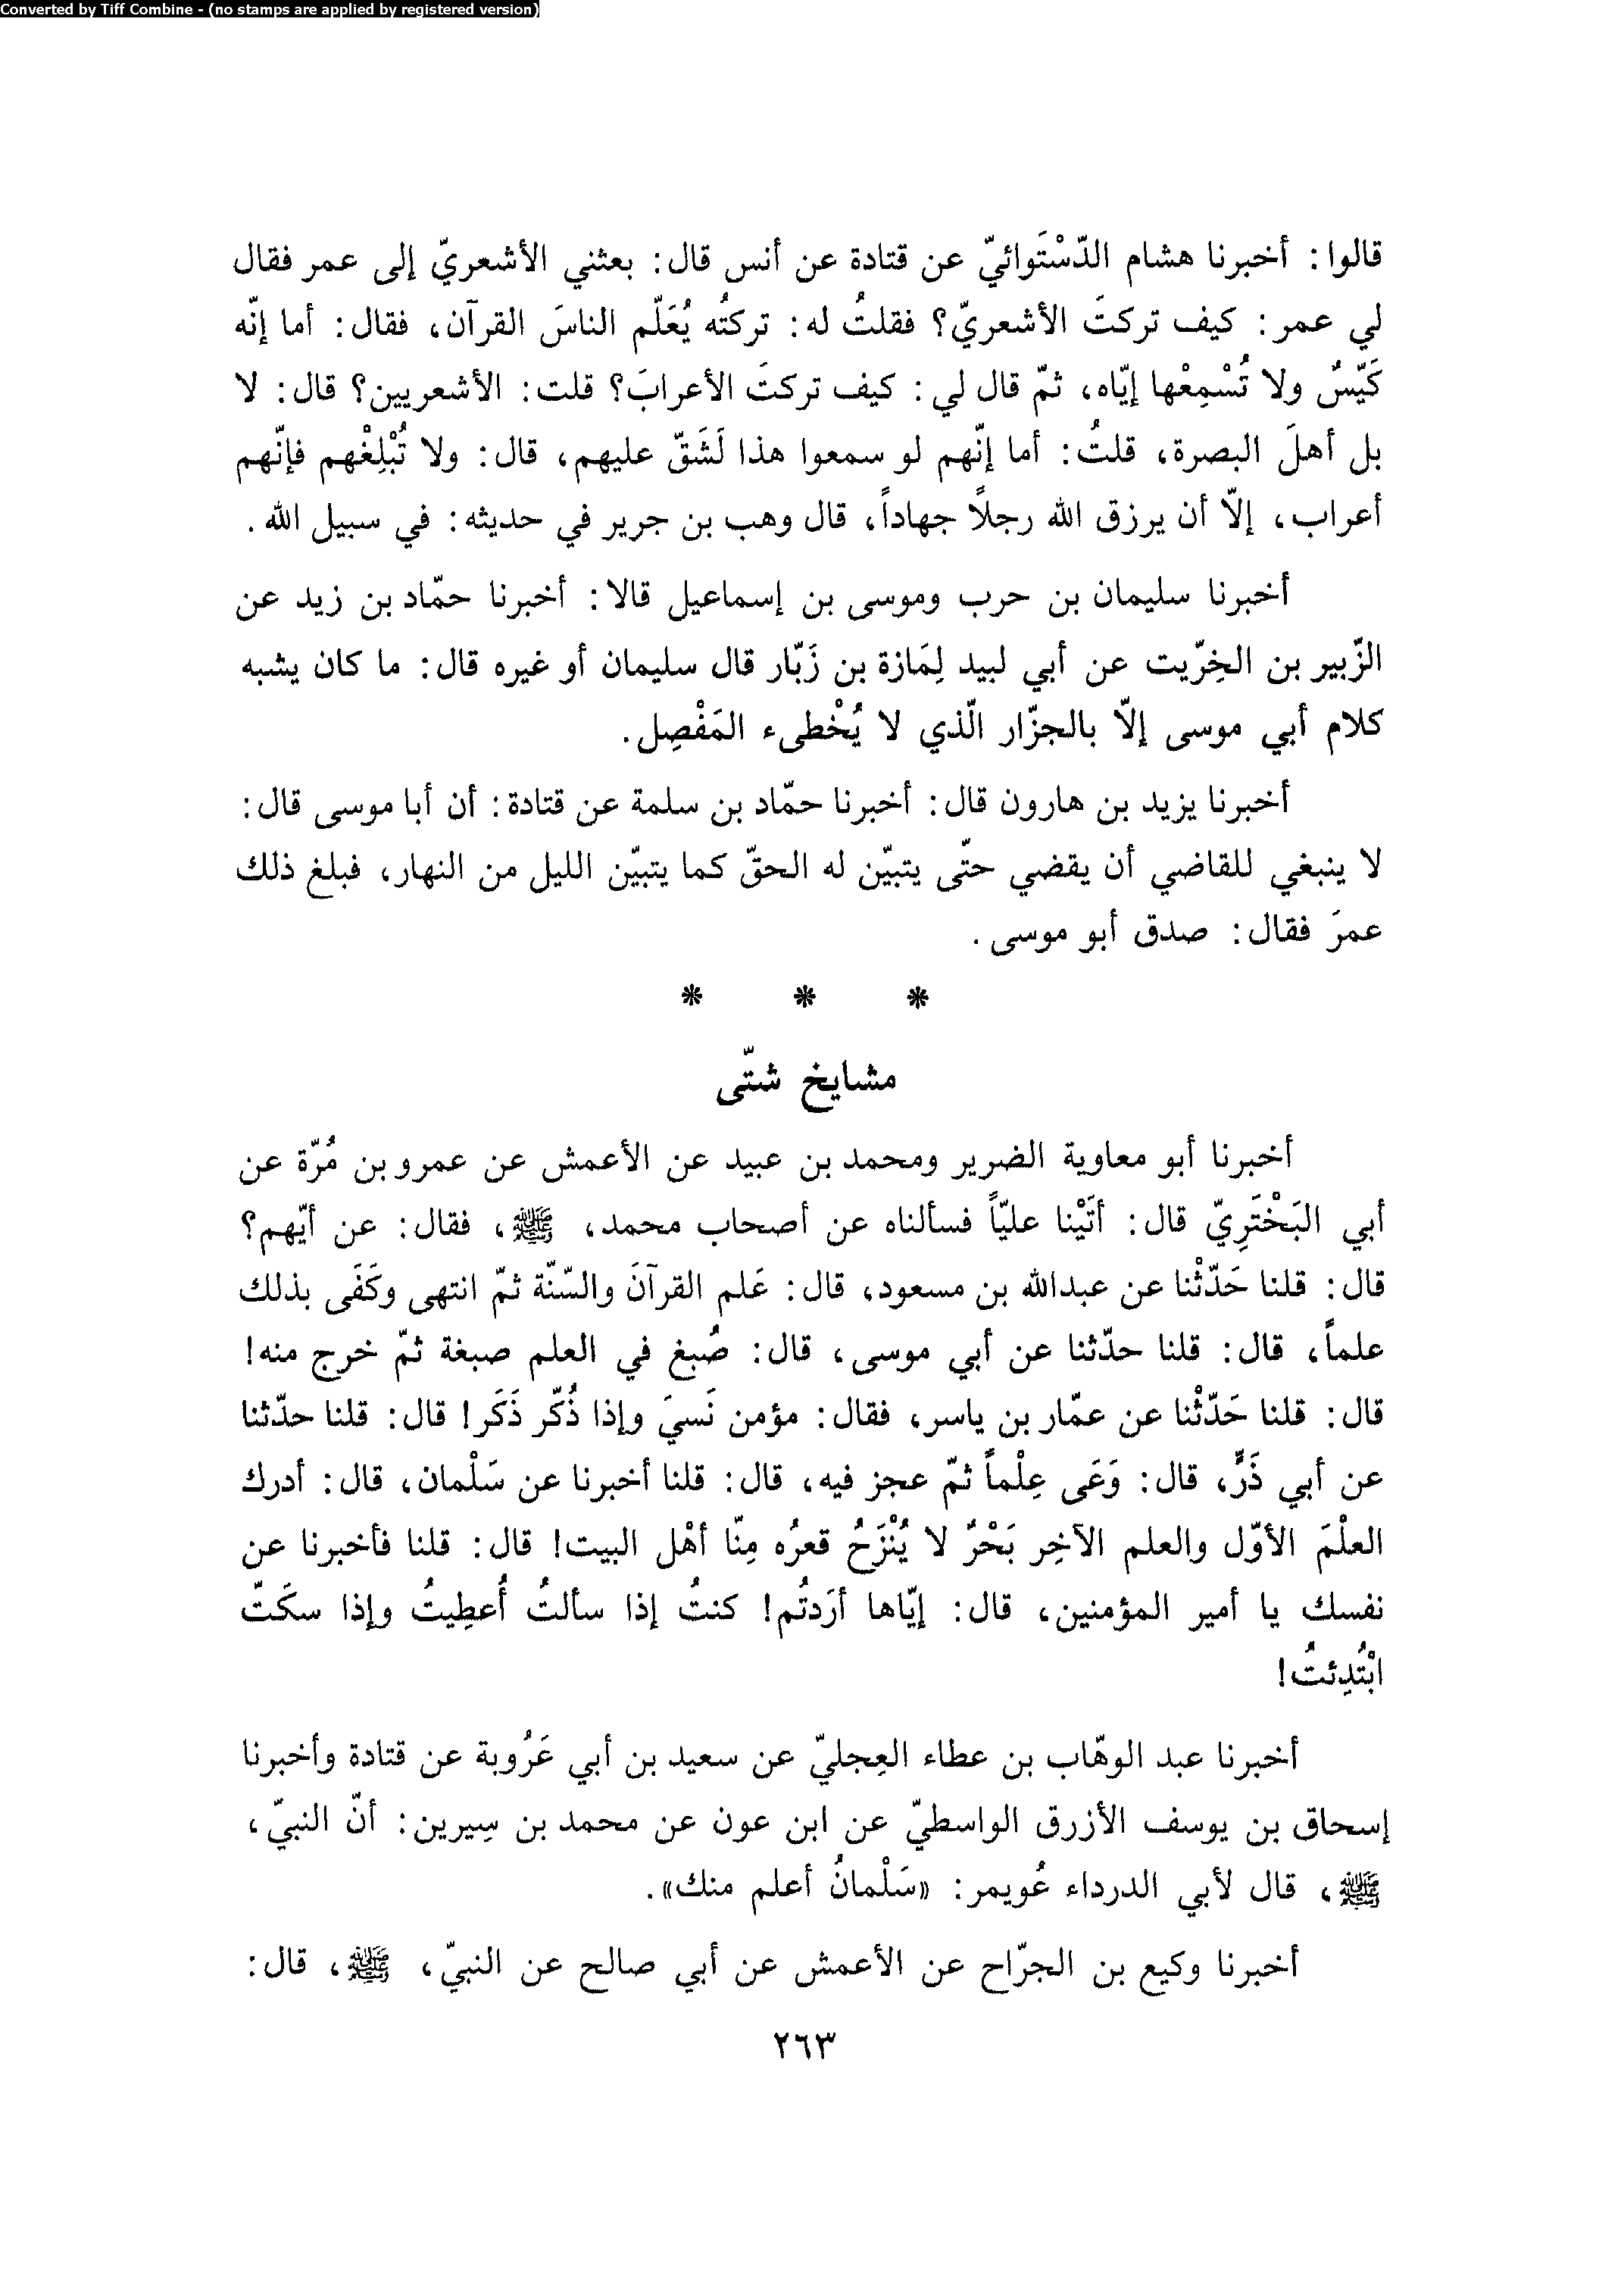 Converted by Tiff Combine - (no stamps are applied by registered version)
قالوا: أخبرنا هشام الدّسْتَوائيّ عن قتادة عن أنس قال: بعثني الأشعريّ إلى عمر فقال
لي عمر: كيف تركتَ الأشعريّ؟ فقلتُ له: تركتُه يُعَلّم الناسَ القرآن، فقال: أما إنّه
كَيّسٌ ولا تُسْمِعْها إيّاه، ثمّ قال لي: كيف تركتَ الأعرابَ؟ قلت: الأشعريين؟ قال: لا
بل أهلَ البصرة، قلتُ: أما إنّهم لو سمعوا هذا لَشَقّ عليهم، قال: ولا تُبْلِغْهم فإنّهم
أعراب، إلاّ أن يرزق الله رجلاً جهاداً، قال وهب بن جرير في حديثه: في سبيل الله.
أخبرنا سليمان بن حرب وموسى بن إسماعيل قالا: أخبرنا حمّاد بن زيد عن
الزّبير بن الخِرّيت عن أبي لبيد لِمَازة بن زَبّار قال سليمان أو غيره قال: ما كان يشبه
كلام أبي موسى إلاّ بالجزّار الّذي لا يُخْطىء المَفْصِل.
أخبرنا يزيد بن هارون قال: أخبرنا حمّاد بن سلمة عن قتادة: أن أبا موسى قال:
لا ينبغي للقاضي أن يقضي حتّى يتبيّن له الحقّ كما يتبيّن الليل من النهار، فبلغ ذلك
عمرَ فقال: صدق أبو موسى.
* * *
مشايخ شتّى
أخبرنا أبو معاوية الضرير ومحمد بن عبيد عن الأعمش عن عمرو بن مُرّة عن
أبي البَخْتَرِيّ قال: أتَيْنا عليّاً فسألناه عن أصحاب محمد، ﷺ، فقال: عن أيّهم؟
قال: قلنا حَدّثْنا عن عبدالله بن مسعود، قال: عَلم القرآنَ والسّنّة ثمّ انتهى وكَفَى بذلك
علماً، قال: قلنا حدّثنا عن أبي موسى، قال: صُبغ في العلم صبغة ثمّ خرج منه!
قال: قلنا حَدّثْنا عن عمّار بن ياسر، فقال: مؤمن نَسيَ وإذا ذُكّر ذَكَر! قال: قلنا حدّثنا
عن أبي ذَرٍّ، قال: وَعَى عِلْماً ثمّ عجز فيه، قال: قلنا أخبرنا عن سَلْمان، قال: أدرك
العلْمَ الأوّل والعلم الآخِر بَحْرٌ لا يُنْزَحُ قعرُه مِنّا أهْل البيت! قال: قلنا فأخبرنا عن
نفسك يا أمير المؤمنين، قال: إيّاها أرَدتُم! كنتُ إذا سألتُ أُعطِيتُ وإذا سكَتّ
ابْتُدِئتُ!
أخبرنا عبد الوهّاب بن عطاء العِجليّ عن سعيد بن أبي عَرُوبة عن قتادة وأخبرنا
إسحاق بن يوسف الأزرق الواسطيّ عن ابن عون عن محمد بن سِيرين: أنّ النبيّ،
ﷺ، قال لأبي الدرداء عُويمر: «سَلْمانُ أعلم منك».
أخبرنا وكيع بن الجرّاح عن الأعمش عن أبي صالح عن النبيّ، ﷺ، قال:
٢٦٣